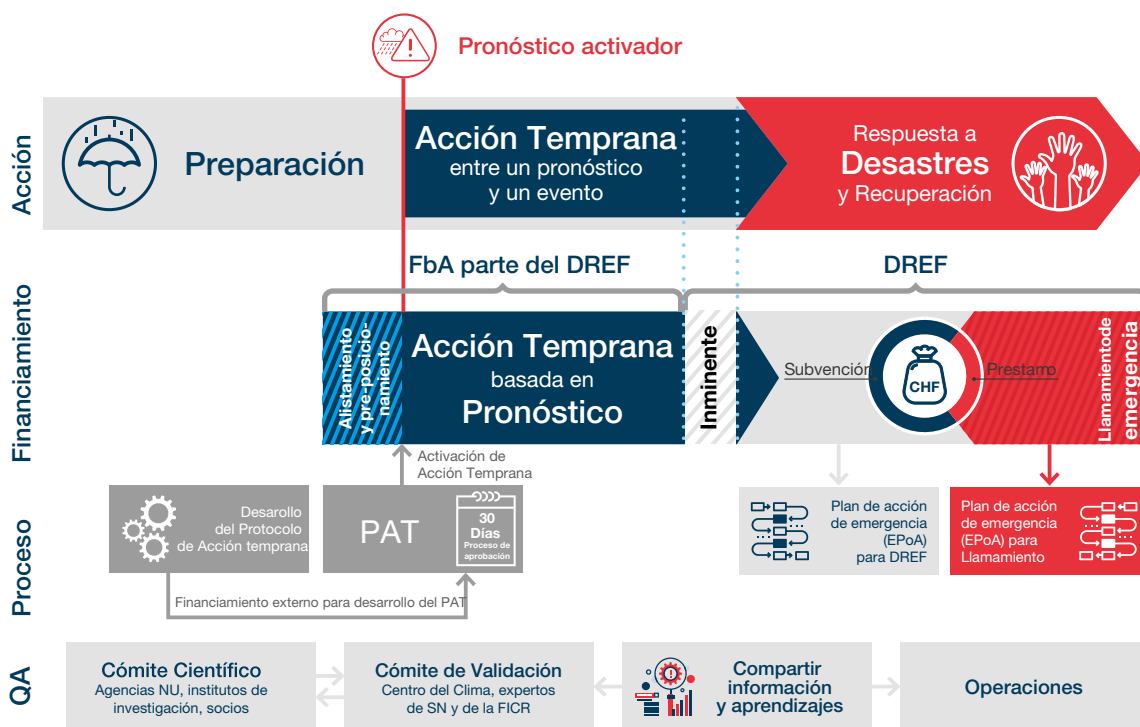 Pronóstico activador
Acción
Preparación
Acción Temprana
entre un pronóstico
y un evento
Respuesta a
Desastres
y Recuperación
FbA parte del DREF
DREF
Financiamiento
Alistamiento
y pre-posicio-
namiento
Acción Temprana
basada en
Pronóstico
Inminente
Subvención
CHF
Prestamo
Llamamientode
emergencia
Activación de
Acción Temprana
Proceso
Desarollo
del Protocolo
de Acción temprana
PAT
30
Días
Proceso de
aprobación
Plan de acción
de emergencia
(EPoA)
para DREF
Plan de acción
de emergencia
(EPoA) para
Llamamiento
Financiamiento externo para desarrollo del PAT
QA
Cómite Científico
Agencias NU, institutos de
investigación, socios
Cómite de Validación
Centro del Clima, expertos
de SN y de la FICR
Compartir
información
y aprendizajes
Operaciones